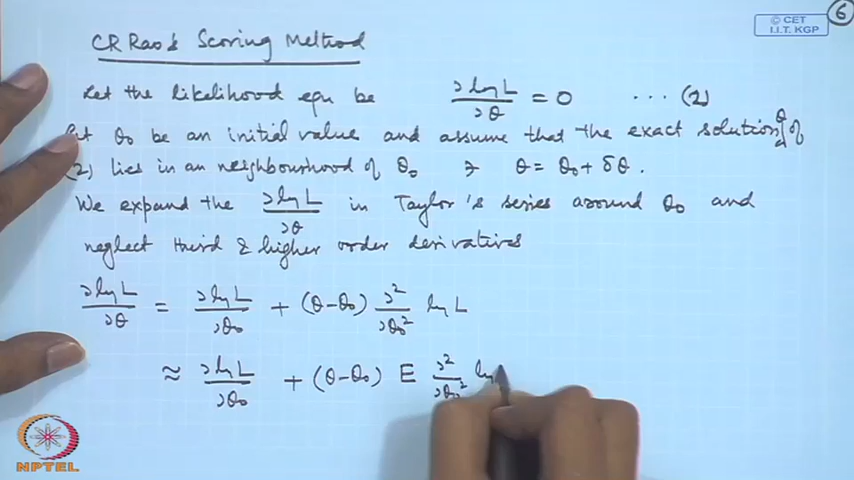 6
© CET
I.I.T. KGP
CR Rao's Scoring Method
Let the likelihood eqn be ∂ log L / ∂θ = 0 ... (2)
Let θ₀ be an initial value and assume that the exact solution θ of
(2) lies in an neighbourhood of θ₀ ∋ θ = θ₀ + δθ.
We expand the ∂ log L / ∂θ in Taylor's series around θ₀ and
neglect third & higher order derivatives
∂ log L / ∂θ = ∂ log L / ∂θ₀ + (θ-θ₀) ∂² / ∂θ₀² log L
≈ ∂ log L / ∂θ₀ + (θ-θ₀) E ∂² / ∂θ₀² log
NPTEL